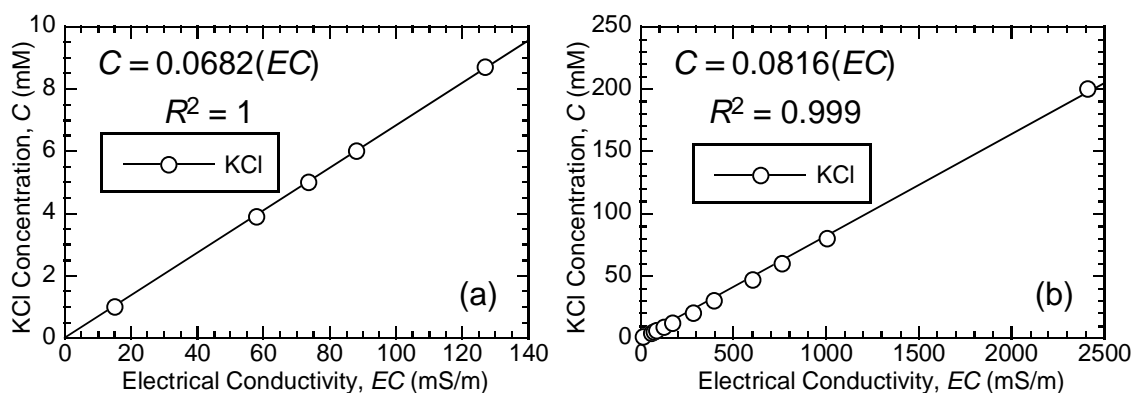 10
8
6
4
2
0
KCl Concentration, C (mM)
C = 0.0682(EC)
R² = 1
KCl
(a)
0 20 40 60 80 100 120 140
Electrical Conductivity, EC (mS/m)
250
200
150
100
50
0
KCl Concentration, C (mM)
C = 0.0816(EC)
R² = 0.999
KCl
(b)
0 500 1000 1500 2000 2500
Electrical Conductivity, EC (mS/m)